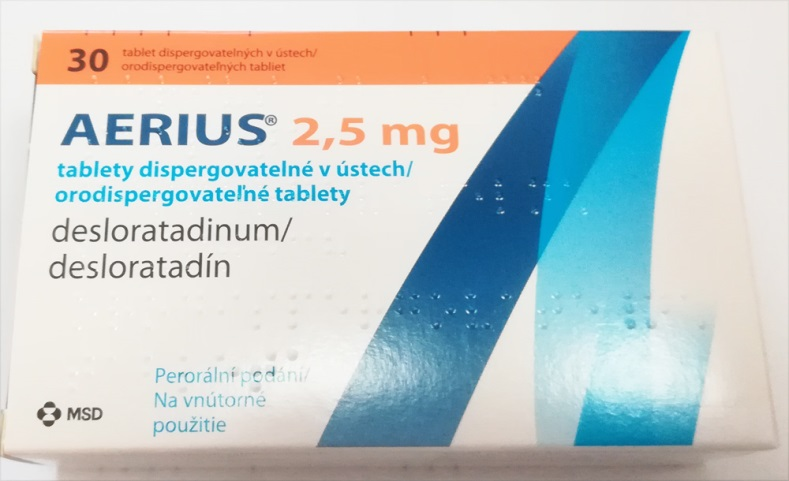 30
tablet dispergovatelných v ústech/
orodispergovateľných tabliet
AERIUS® 2,5 mg
tablety dispergovatelné v ústech/
orodispergovateľné tablety
desloratadinum/
desloratadín
Perorální podání/
Na vnútorné
použitie
MSD